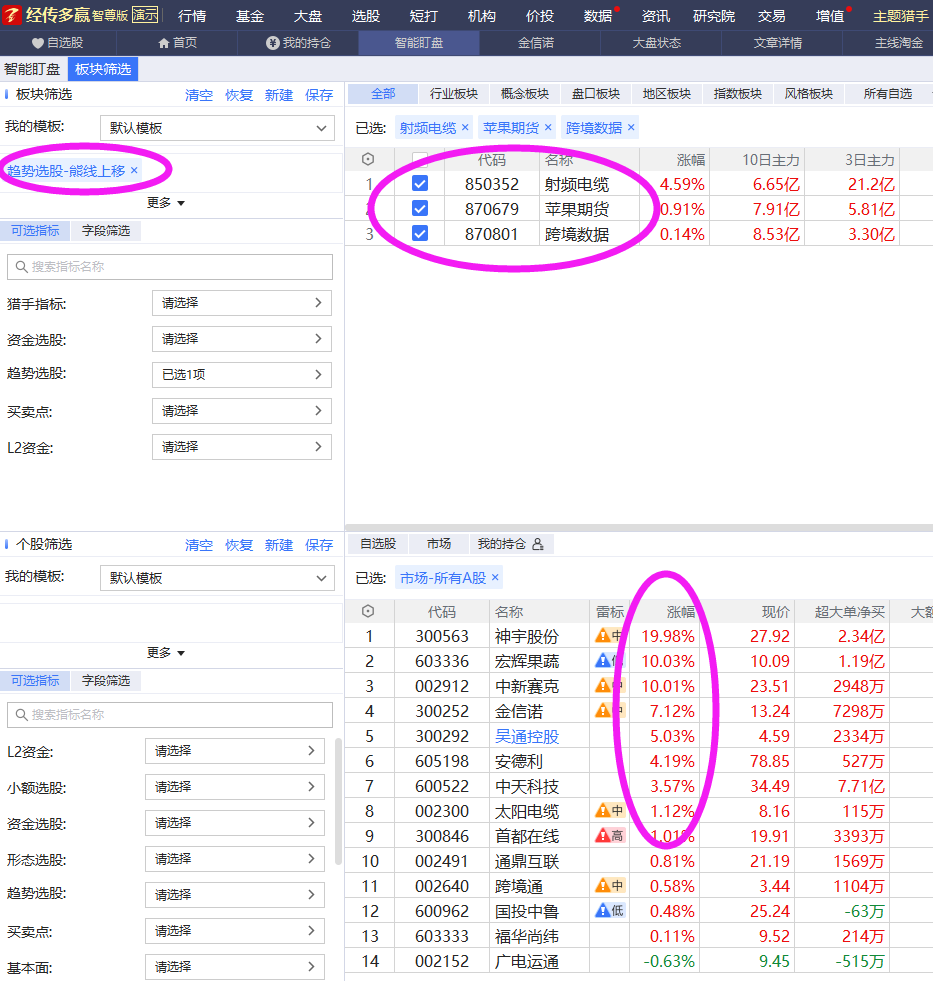 经传多赢 智尊版 演示 行情 基金 大盘 选股 短打 机构 价投 数据 资讯 研究院 交易 增值 主题猎手
自选股 首页 我的持仓 智能盯盘 金信诺 大盘状态 文章详情 主线淘金
智能盯盘 板块筛选
板块筛选 清空 恢复 新建 保存
我的模板: 默认模板
趋势选股-熊线上移 ×
更多
可选指标 字段筛选
搜索指标名称
猎手指标: 请选择
资金选股: 请选择
趋势选股: 已选1项
买卖点: 请选择
L2资金: 请选择
全部 行业板块 概念板块 盘口板块 地区板块 指数板块 风格板块 所有自选
已选: 射频电缆 × 苹果期货 × 跨境数据 ×
代码 名称 涨幅 10日主力 3日主力
1 850352 射频电缆 4.59% 6.65亿 21.2亿
2 870679 苹果期货 0.91% 7.91亿 5.81亿
3 870801 跨境数据 0.14% 8.53亿 3.30亿
个股筛选 清空 恢复 新建 保存
我的模板: 默认模板
更多
可选指标 字段筛选
搜索指标名称
L2资金: 请选择
小额选股: 请选择
资金选股: 请选择
形态选股: 请选择
趋势选股: 请选择
买卖点: 请选择
基本面: 请选择
自选股 市场 我的持仓
已选: 市场-所有A股 ×
代码 名称 雷标 涨幅 现价 超大单净买 大额
1 300563 神宇股份 中 19.98% 27.92 2.34亿
2 603336 宏辉果蔬 低 10.03% 10.09 1.19亿
3 002912 中新赛克 中 10.01% 23.51 2948万
4 300252 金信诺 中 7.12% 13.24 7298万
5 300292 吴通控股 5.03% 4.59 2334万
6 605198 安德利 4.19% 78.85 527万
7 600522 中天科技 3.57% 34.49 7.71亿
8 002300 太阳电缆 中 1.12% 8.16 115万
9 300846 首都在线 高 1.01% 19.91 3393万
10 002491 通鼎互联 0.81% 21.19 1569万
11 002640 跨境通 中 0.58% 3.44 1104万
12 600962 国投中鲁 低 0.48% 25.24 -63万
13 603333 福华尚纬 0.11% 9.52 214万
14 002152 广电运通 -0.63% 9.45 -515万